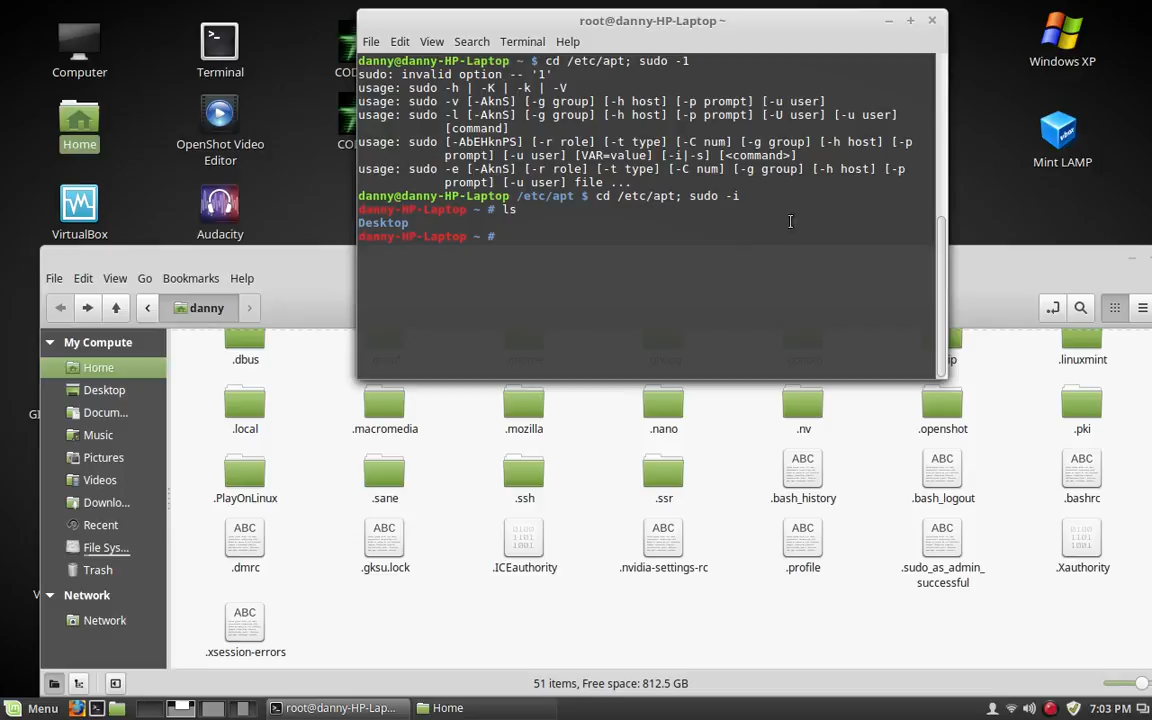 Computer
Terminal
COD
Windows XP
root@danny-HP-Laptop ~
File Edit View Search Terminal Help
danny@danny-HP-Laptop ~ $ cd /etc/apt; sudo -1
sudo: invalid option -- '1'
usage: sudo -h | -K | -k | -V
usage: sudo -v [-AknS] [-g group] [-h host] [-p prompt] [-u user]
usage: sudo -l [-AknS] [-g group] [-h host] [-p prompt] [-U user] [-u user]
[command]
usage: sudo [-AbEHknPS] [-r role] [-t type] [-C num] [-g group] [-h host] [-p
prompt] [-u user] [VAR=value] [-i|-s] [<command>]
usage: sudo -e [-AknS] [-r role] [-t type] [-C num] [-g group] [-h host] [-p
prompt] [-u user] file ...
danny@danny-HP-Laptop /etc/apt $ cd /etc/apt; sudo -i
danny-HP-Laptop ~ # ls
Desktop
danny-HP-Laptop ~ #
Home
OpenShot Video
Editor
CO
Mint LAMP
VirtualBox
Audacity
File Edit View Go Bookmarks Help
danny
My Compute
Home
Desktop
Docum...
Music
Pictures
Videos
Downlo...
Recent
File Sys...
Trash
Network
Network
.dbus
.linuxmint
.local
.macromedia
.mozilla
.nano
.nv
.openshot
.pki
.PlayOnLinux
.sane
.ssh
.ssr
.bash_history
.bash_logout
.bashrc
.dmrc
.gksu.lock
.ICEauthority
.nvidia-settings-rc
.profile
.sudo_as_admin_
successful
.Xauthority
.xsession-errors
51 items, Free space: 812.5 GB
Menu
root@danny-HP-Lap...
Home
7:03 PM